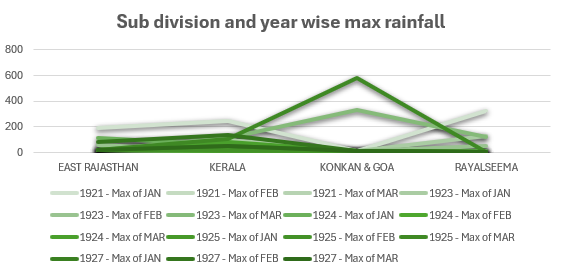 Sub division and year wise max rainfall
800
600
400
200
0
EAST RAJASTHAN KERALA KONKAN & GOA RAYALSEEMA
1921 - Max of JAN 1921 - Max of FEB 1921 - Max of MAR 1923 - Max of JAN
1923 - Max of FEB 1923 - Max of MAR 1924 - Max of JAN 1924 - Max of FEB
1924 - Max of MAR 1925 - Max of JAN 1925 - Max of FEB 1925 - Max of MAR
1927 - Max of JAN 1927 - Max of FEB 1927 - Max of MAR